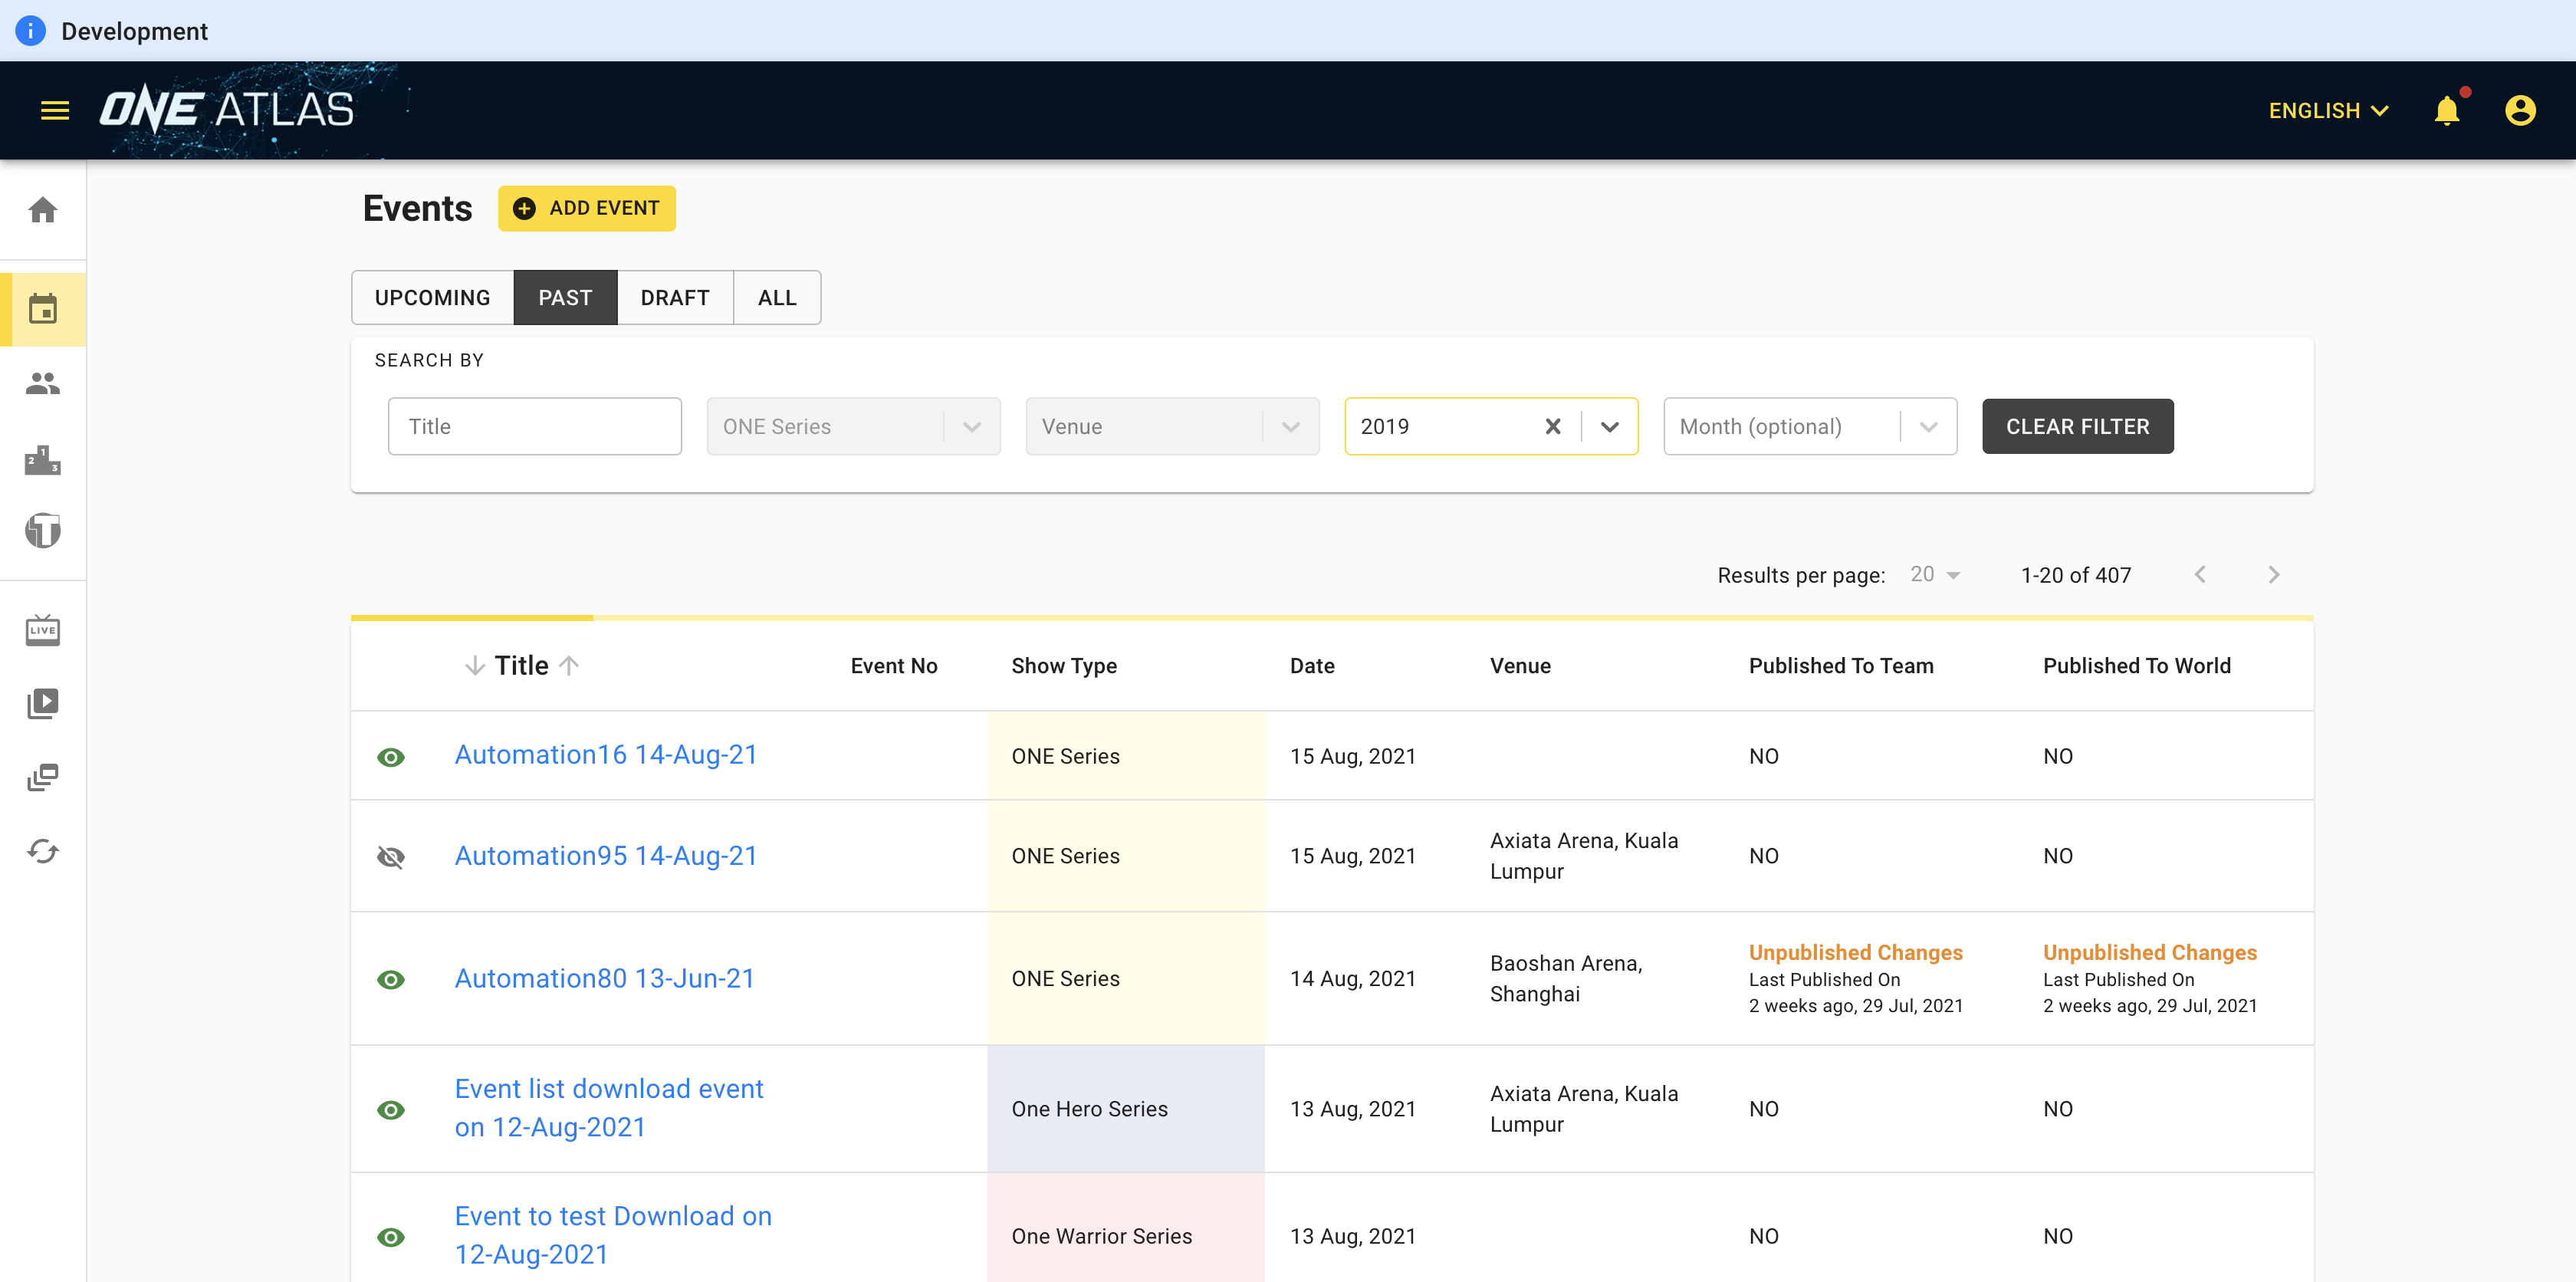 Development
ONE ATLAS
ENGLISH
Events
ADD EVENT
UPCOMING PAST DRAFT ALL
SEARCH BY
Title ONE Series Venue 2019 Month (optional) CLEAR FILTER
2 1 3
T
LIVE
Results per page: 20 1-20 of 407
Title Event No Show Type Date Venue Published To Team Published To World
Automation16 14-Aug-21 ONE Series 15 Aug, 2021 NO NO
Automation95 14-Aug-21 ONE Series 15 Aug, 2021 Axiata Arena, Kuala
Lumpur NO NO
Automation80 13-Jun-21 ONE Series 14 Aug, 2021 Baoshan Arena,
Shanghai
Unpublished Changes
Last Published On
2 weeks ago, 29 Jul, 2021
Unpublished Changes
Last Published On
2 weeks ago, 29 Jul, 2021
Event list download event
on 12-Aug-2021
One Hero Series 13 Aug, 2021 Axiata Arena, Kuala
Lumpur NO NO
Event to test Download on
12-Aug-2021
One Warrior Series 13 Aug, 2021 NO NO